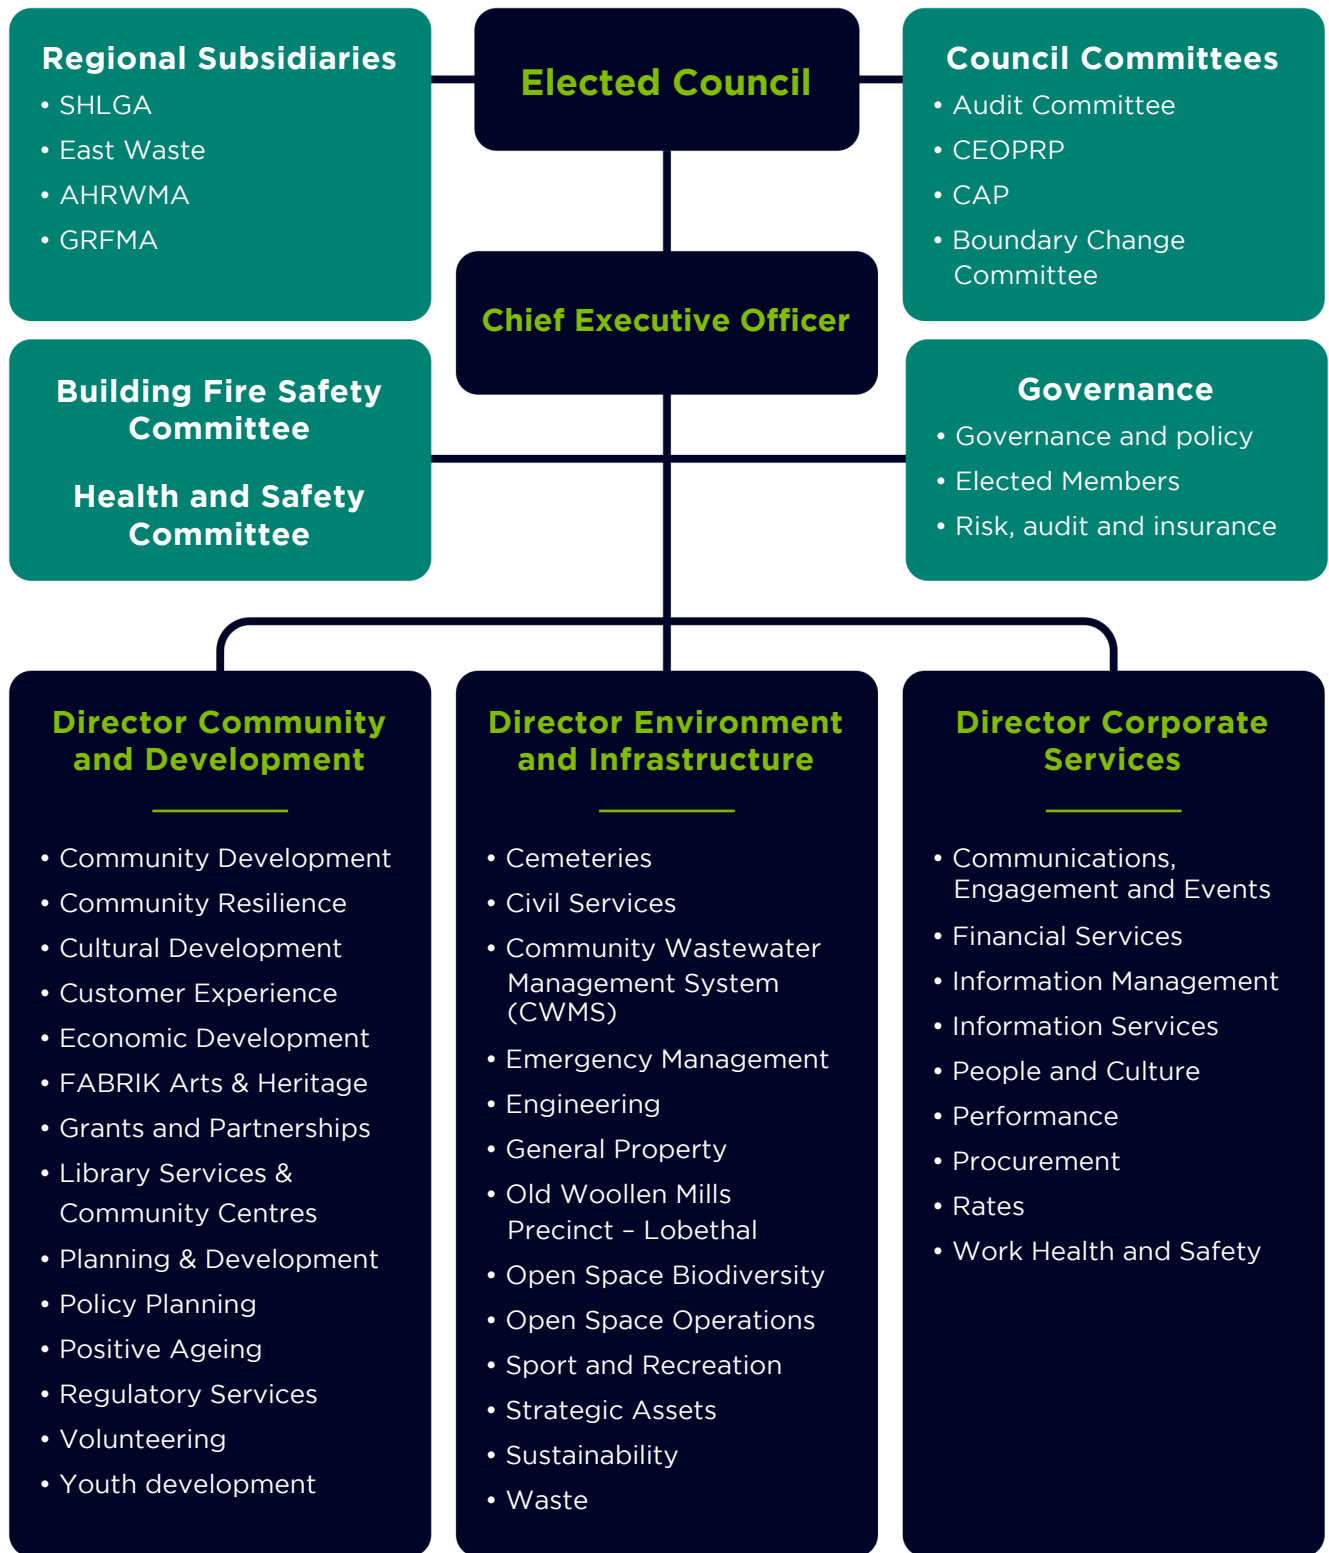 Regional Subsidiaries
• SHLGA
• East Waste
• AHRWMA
• GRFMA
Elected Council
Council Committees
• Audit Committee
• CEOPRP
• CAP
• Boundary Change
Committee
Chief Executive Officer
Building Fire Safety
Committee
Health and Safety
Committee
Governance
• Governance and policy
• Elected Members
• Risk, audit and insurance
Director Community
and Development
• Community Development
• Community Resilience
• Cultural Development
• Customer Experience
• Economic Development
• FABRIK Arts & Heritage
• Grants and Partnerships
• Library Services &
Community Centres
• Planning & Development
• Policy Planning
• Positive Ageing
• Regulatory Services
• Volunteering
• Youth development
Director Environment
and Infrastructure
• Cemeteries
• Civil Services
• Community Wastewater
Management System
(CWMS)
• Emergency Management
• Engineering
• General Property
• Old Woollen Mills
Precinct – Lobethal
• Open Space Biodiversity
• Open Space Operations
• Sport and Recreation
• Strategic Assets
• Sustainability
• Waste
Director Corporate
Services
• Communications,
Engagement and Events
• Financial Services
• Information Management
• Information Services
• People and Culture
• Performance
• Procurement
• Rates
• Work Health and Safety